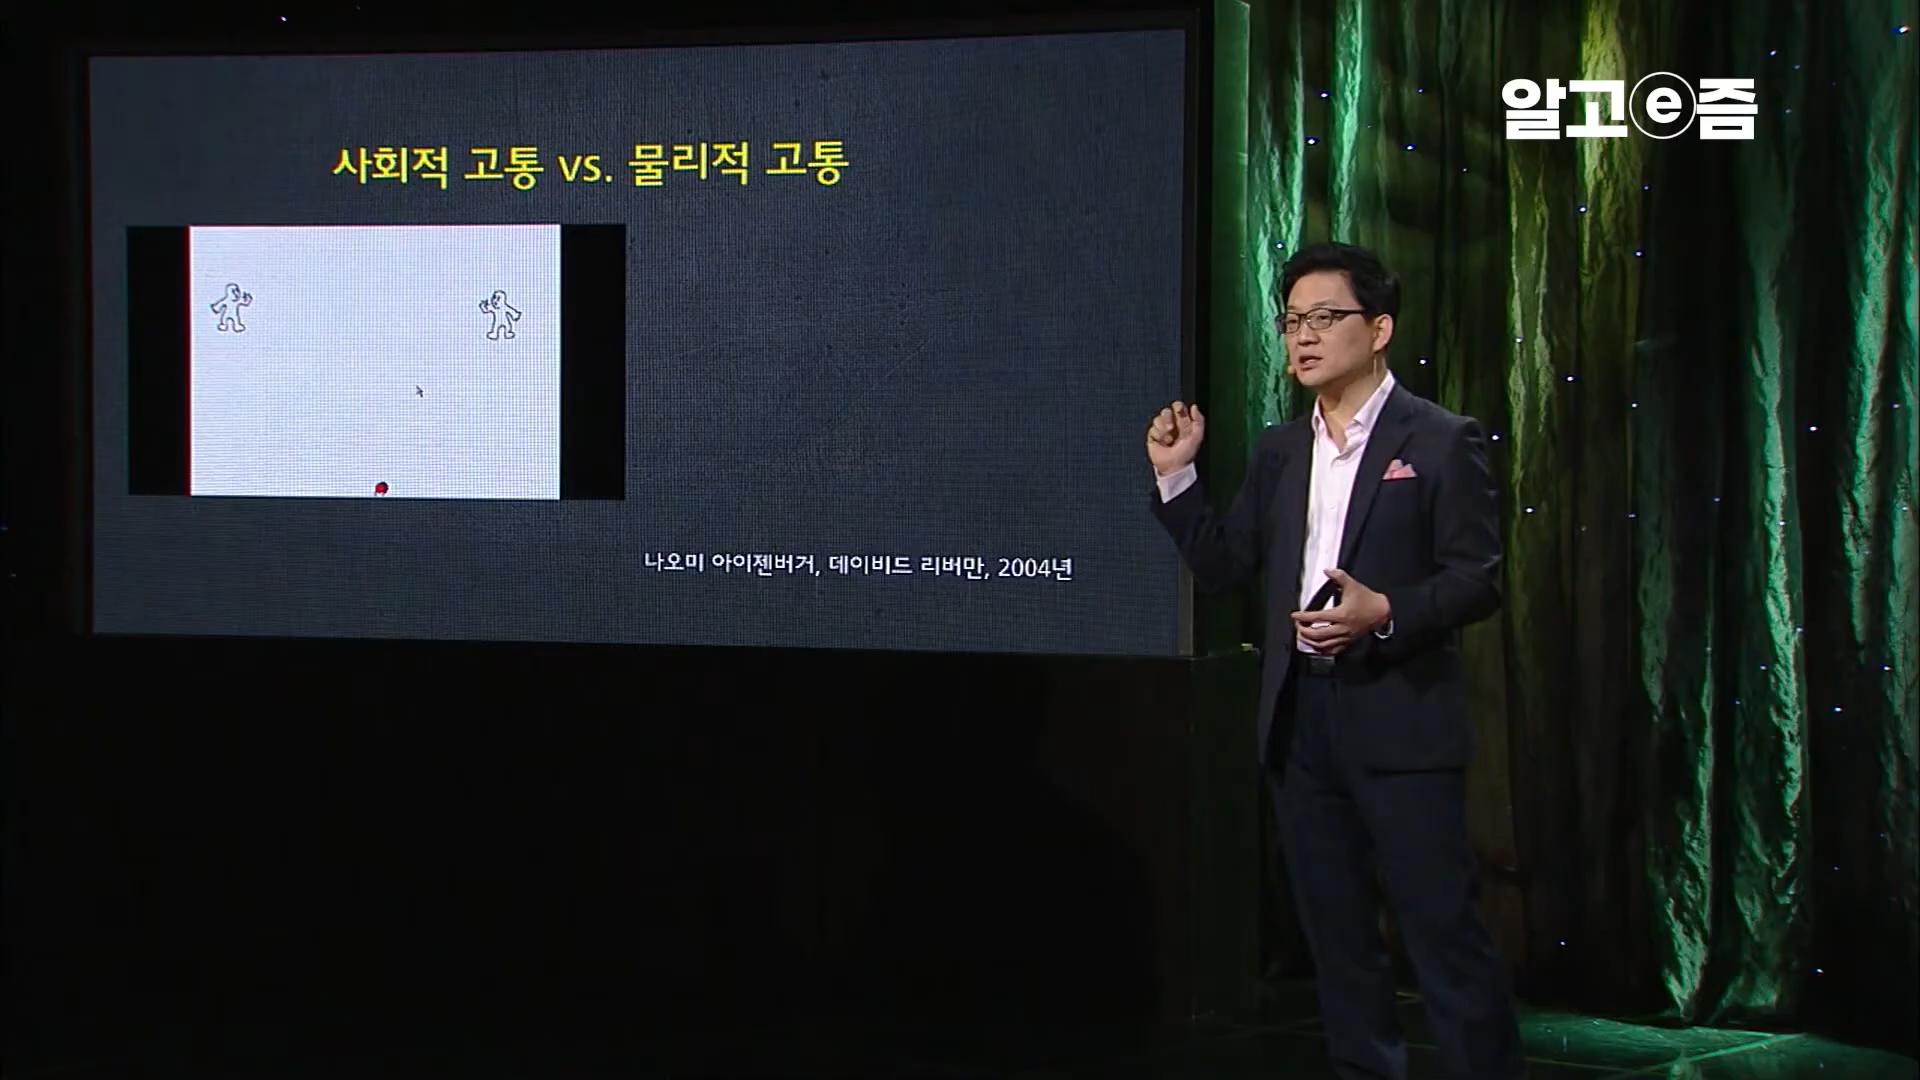 알고e즘
사회적 고통 vs. 물리적 고통
나오미 아이젠버거, 데이비드 리버만, 2004년